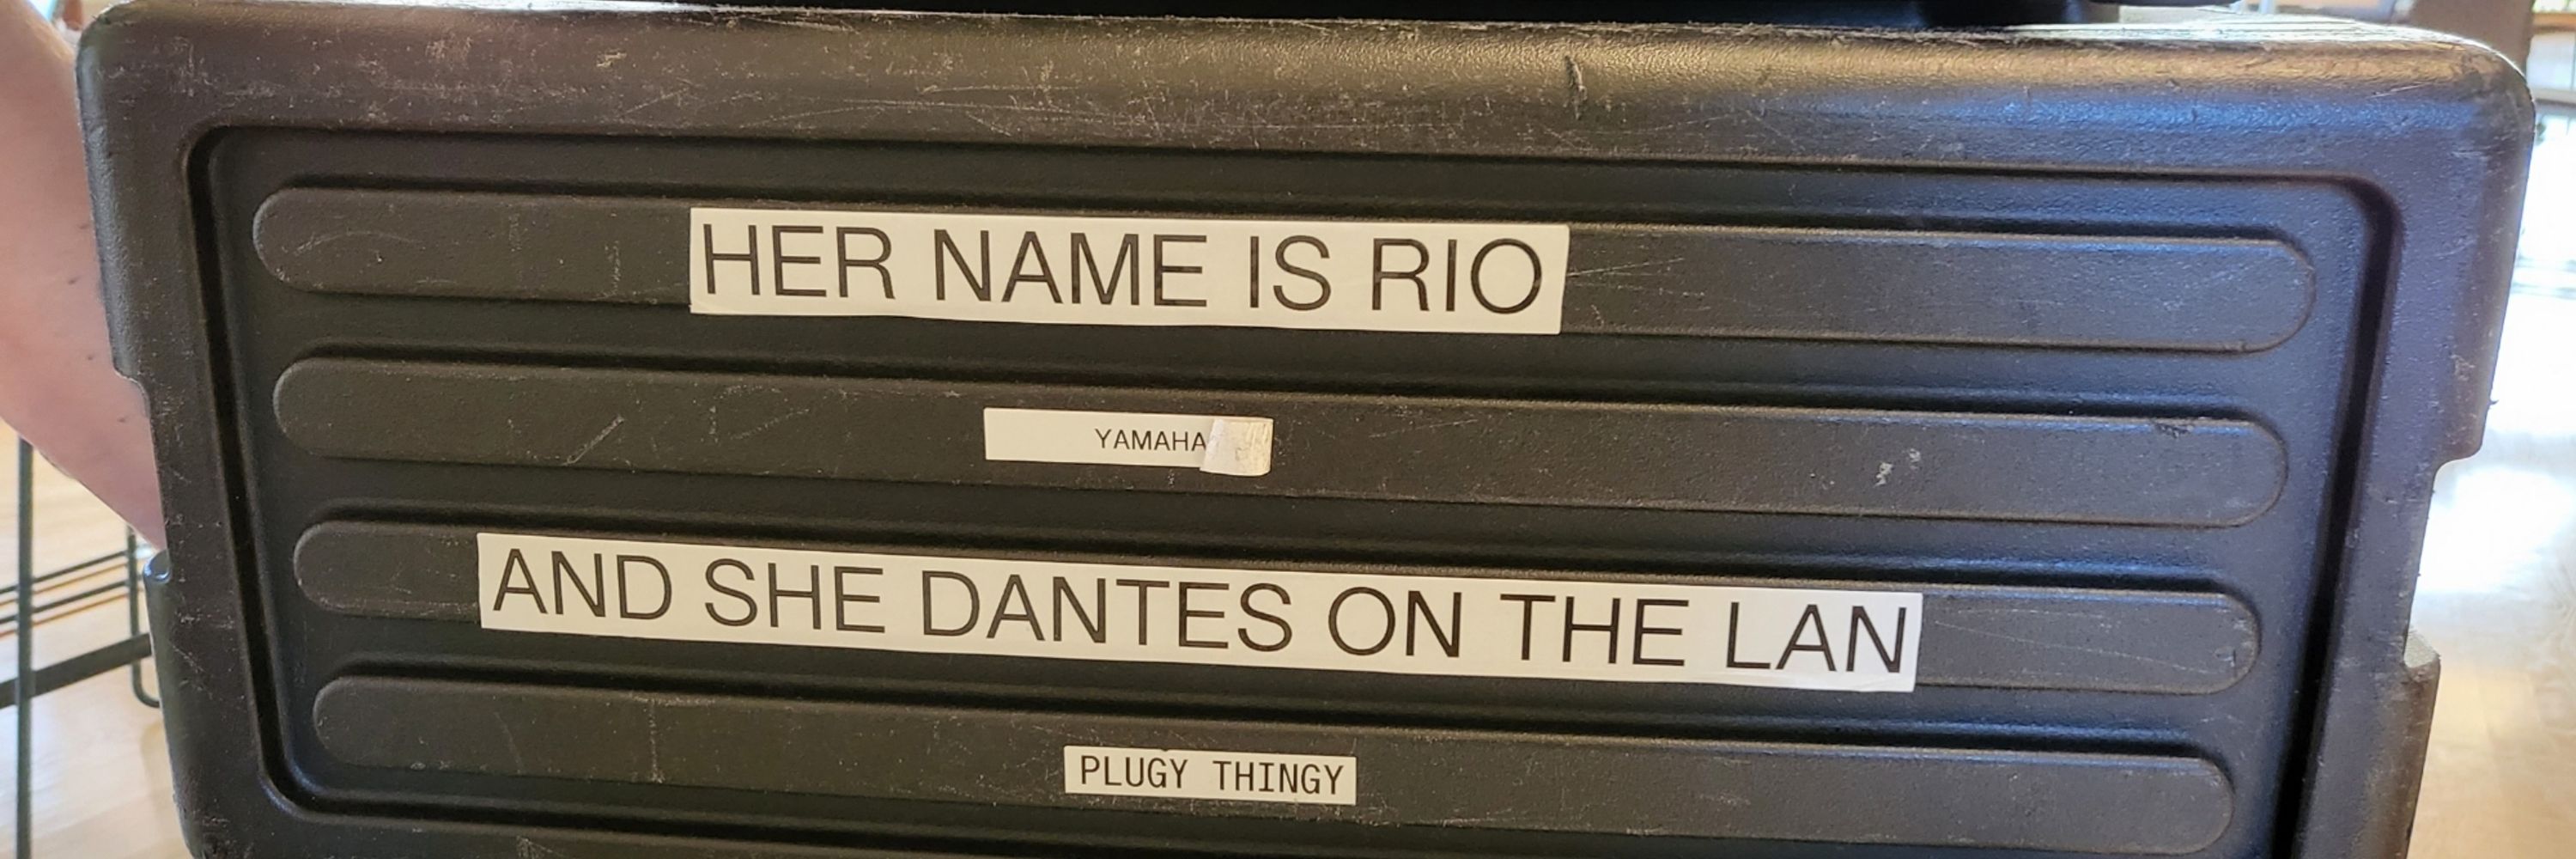 HER NAME IS RIO
YAMAHA
AND SHE DANTES ON THE LAN
PLUGY THINGY